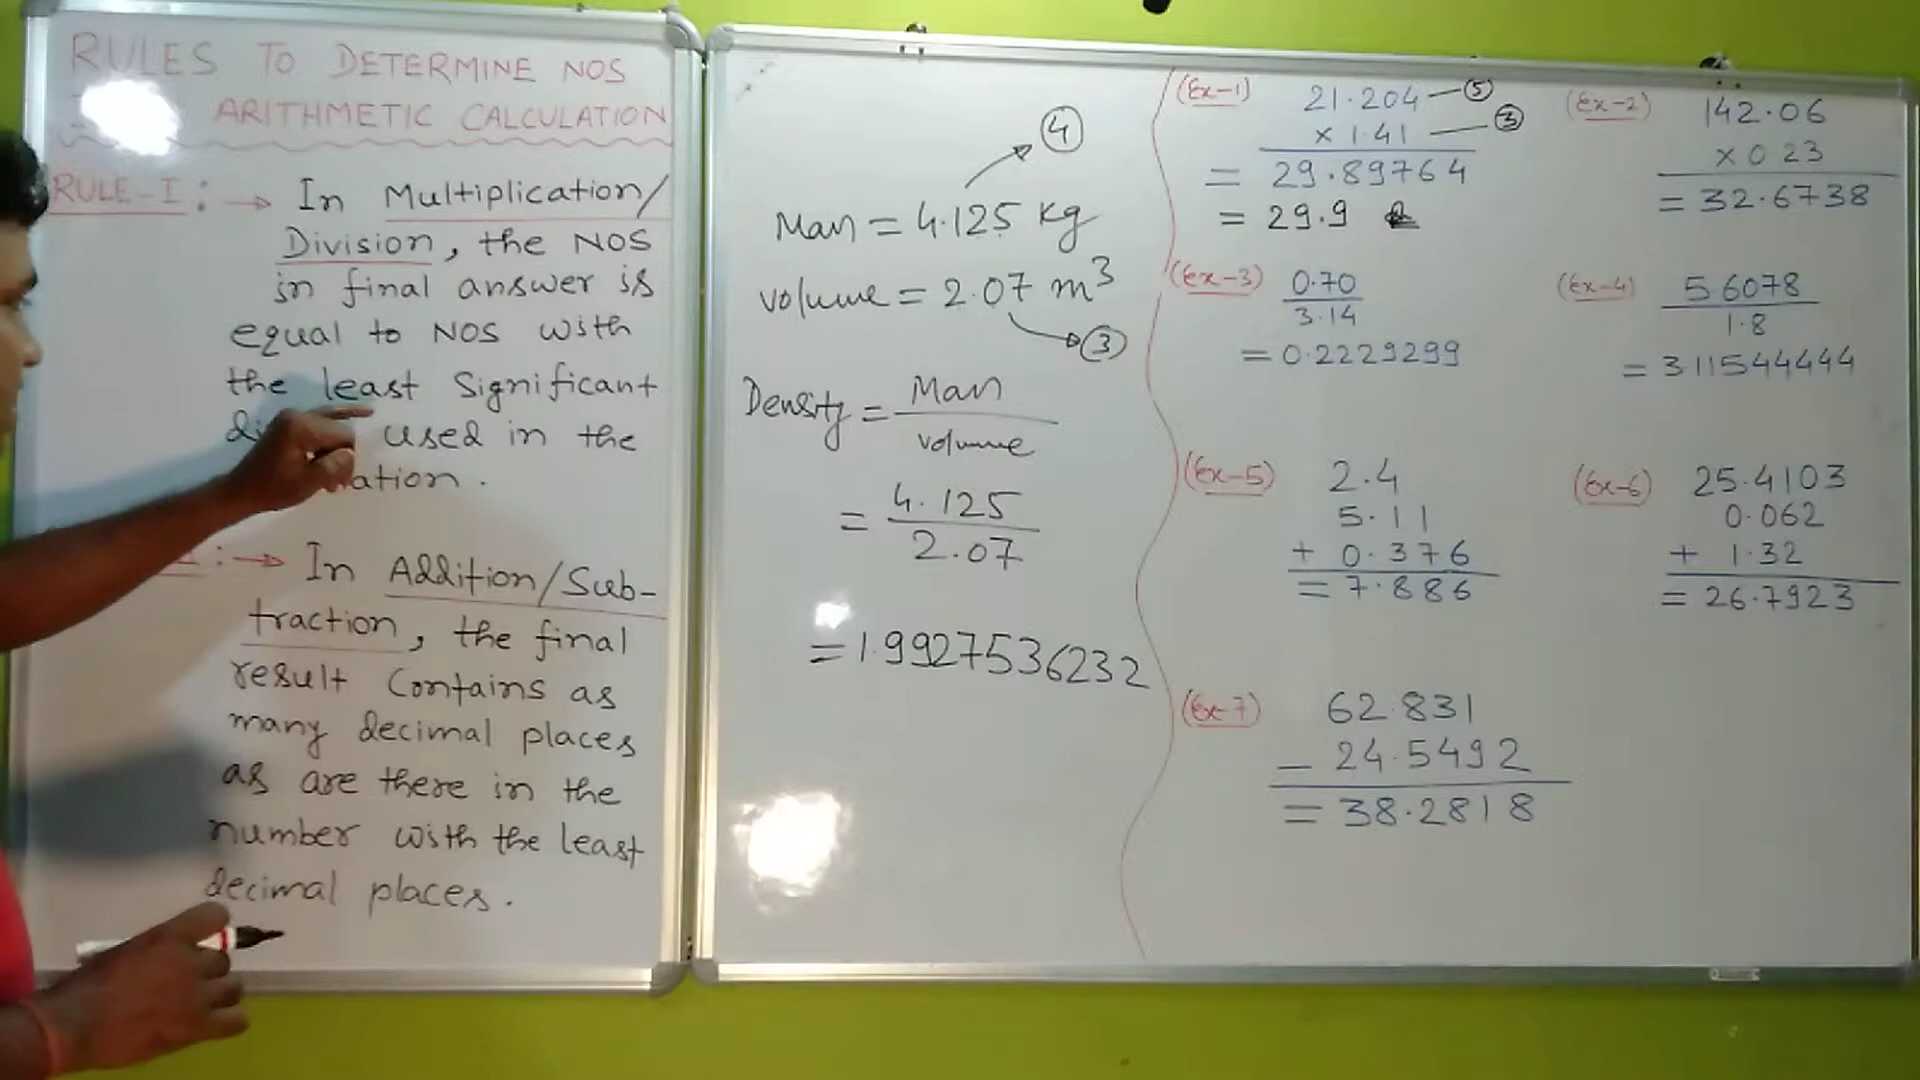 RULES TO DETERMINE NOS
ARITHMETIC CALCULATION
RULE-I : → In Multiplication/
Division, the NOS
in final answer is
equal to NOS with
the least Significant
used in the
: → In Addition/Sub-
traction, the final
result Contains as
many decimal places
as are there in the
number with the least
decimal places.
④
Mass = 4.125 kg
volume = 2.07 m³
③
Density = Mass
volume
= 4.125
2.07
= 1.9927536232
(Ex-1) 21.204 — ⑤
× 1.41 — ③
= 29.89764
= 29.9
(Ex-2) 142.06
× 0.23
= 32.6738
(Ex-3) 0.70
3.14
= 0.2229299
(Ex-4) 5.6078
1.8
= 3.11544444
(Ex-5) 2.4
5.11
+ 0.376
= 7.886
(Ex-6) 25.4103
0.062
+ 1.32
= 26.7923
(Ex-7) 62.831
- 24.5492
= 38.2818